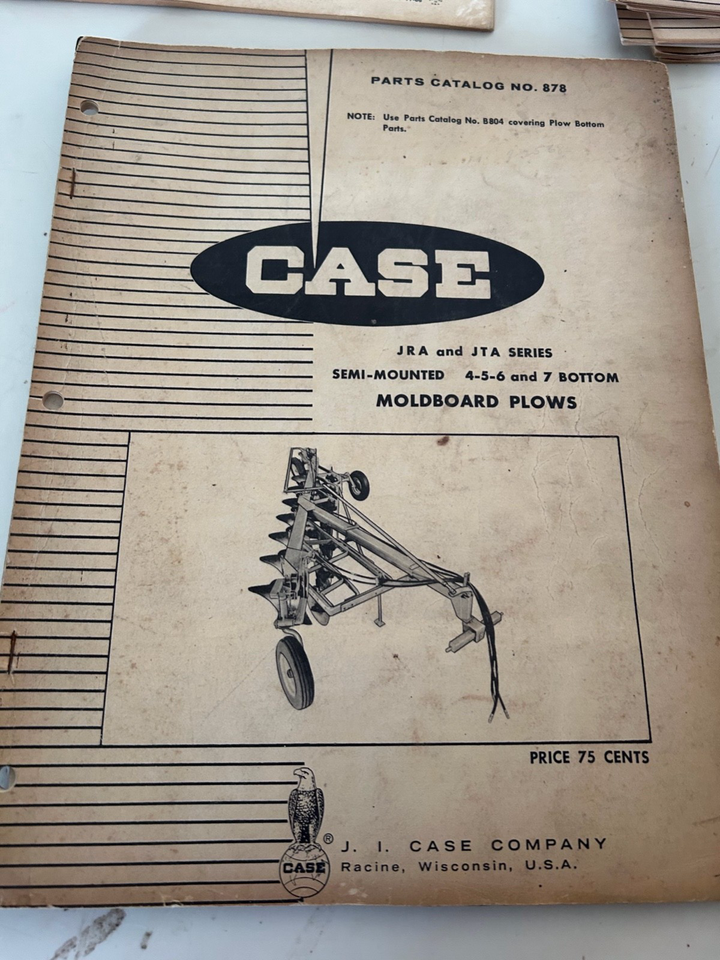 PARTS CATALOG NO. 878
NOTE: Use Parts Catalog No. B804 covering Plow Bottom
Parts.
CASE
JRA and JTA SERIES
SEMI-MOUNTED 4-5-6 and 7 BOTTOM
MOLDBOARD PLOWS
PRICE 75 CENTS
®
CASE
J. I. CASE COMPANY
Racine, Wisconsin, U.S.A.